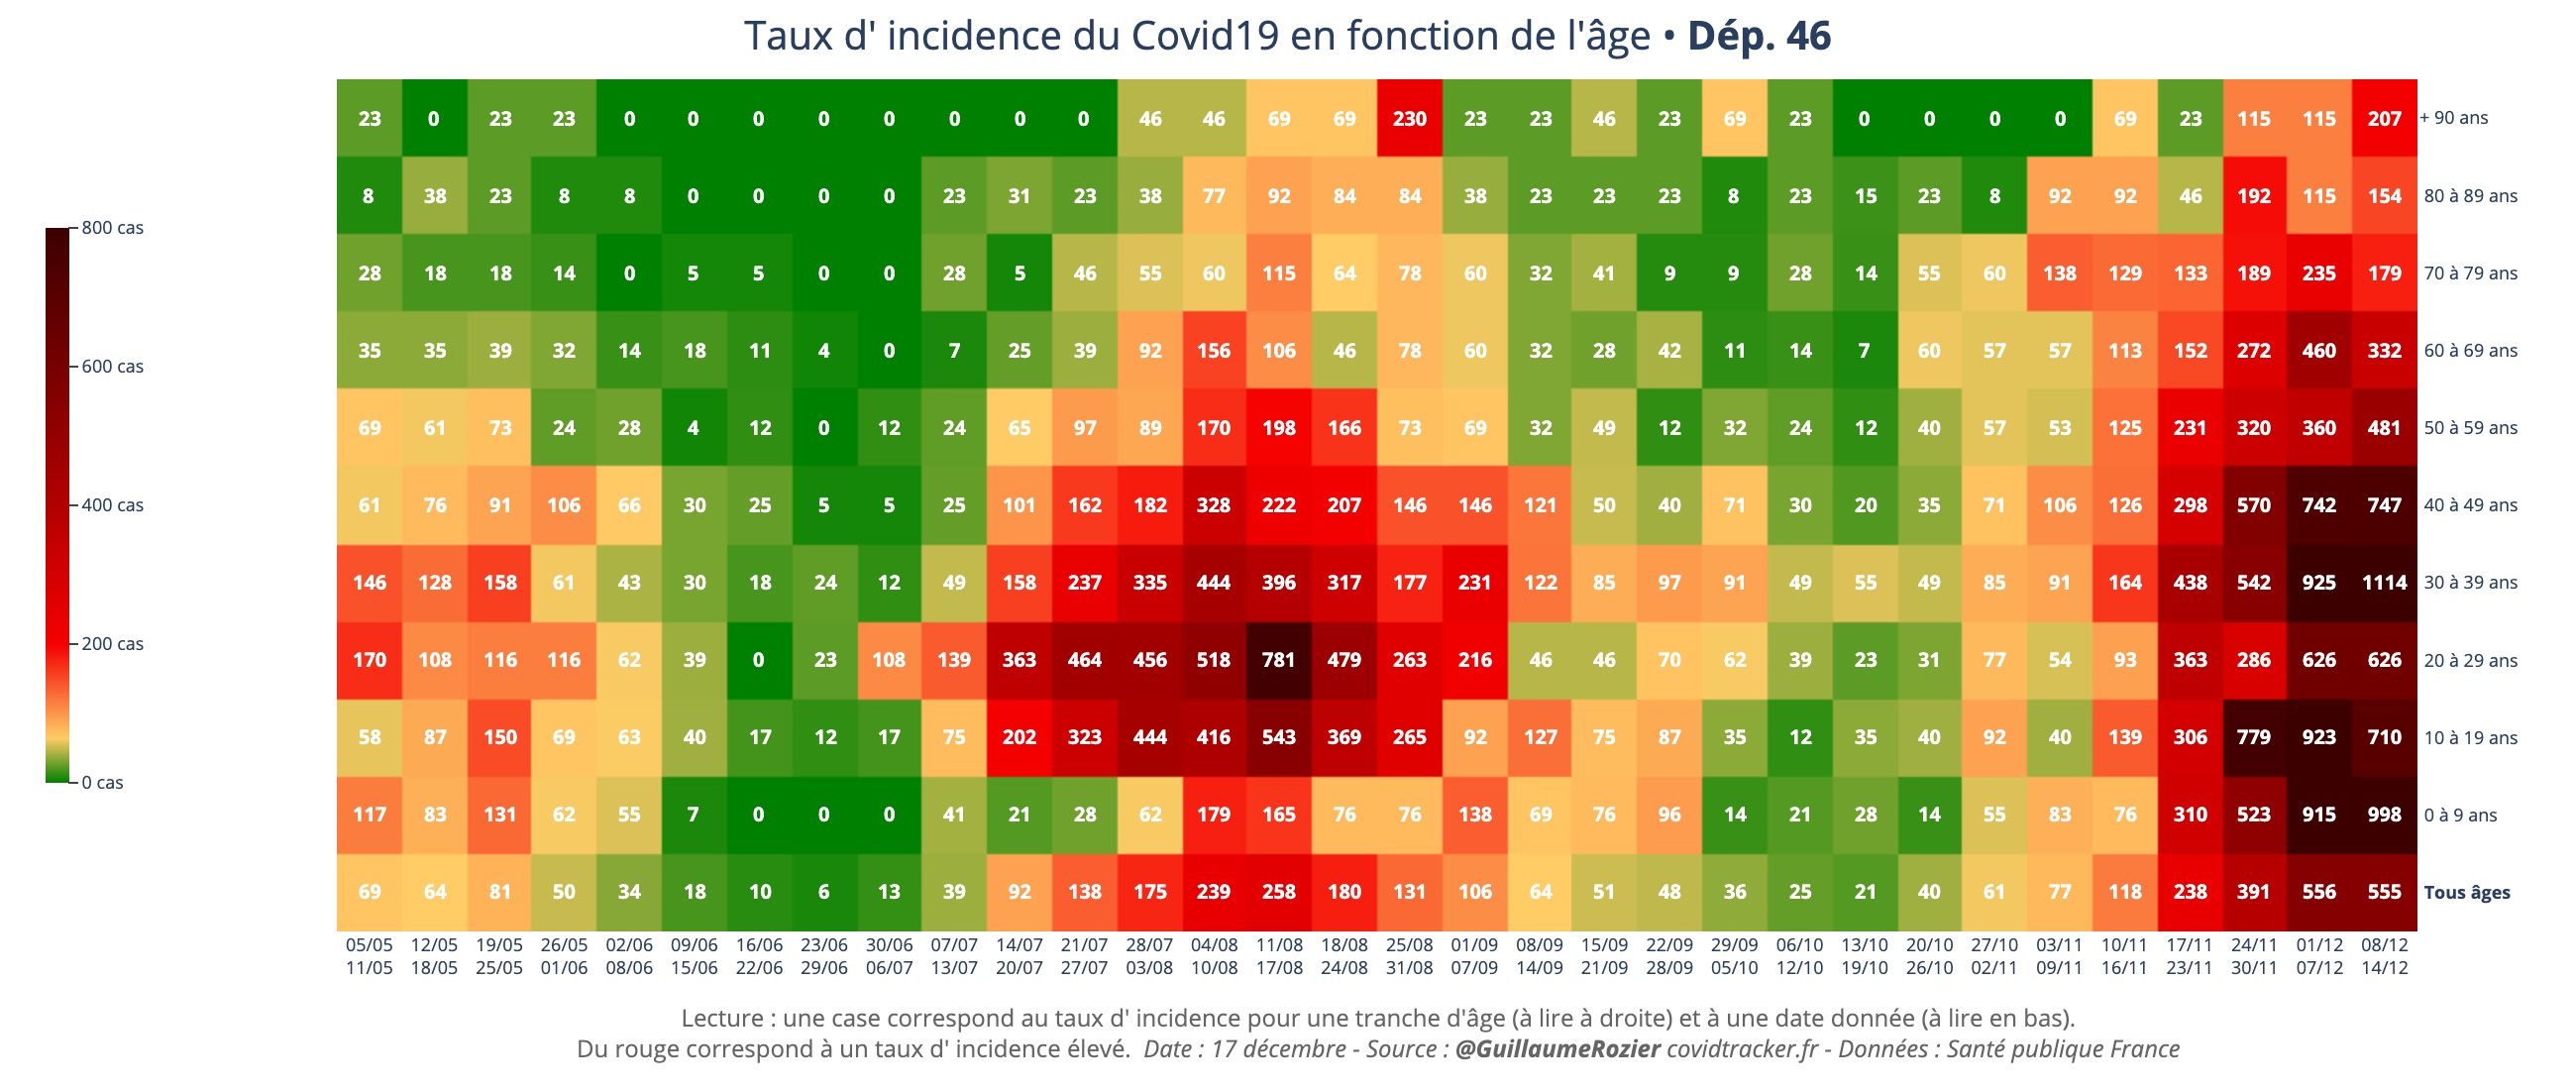 Taux d' incidence du Covid19 en fonction de l'âge • Dép. 46
800 cas
600 cas
400 cas
200 cas
0 cas
23 0 23 23 0 0 0 0 0 0 0 0 46 46 69 69 230 23 23 46 23 69 23 0 0 0 0 69 23 115 115 207 + 90 ans
8 38 23 8 8 0 0 0 0 23 31 23 38 77 92 84 84 38 23 23 23 8 23 15 23 8 92 92 46 192 115 154 80 à 89 ans
28 18 18 14 0 5 5 0 0 28 5 46 55 60 115 64 78 60 32 41 9 9 28 14 55 60 138 129 133 189 235 179 70 à 79 ans
35 35 39 32 14 18 11 4 0 7 25 39 92 156 106 46 78 60 32 28 42 11 14 7 60 57 57 113 152 272 460 332 60 à 69 ans
69 61 73 24 28 4 12 0 12 24 65 97 89 170 198 166 73 69 32 49 12 32 24 12 40 57 53 125 231 320 360 481 50 à 59 ans
61 76 91 106 66 30 25 5 5 25 101 162 182 328 222 207 146 146 121 50 40 71 30 20 35 71 106 126 298 570 742 747 40 à 49 ans
146 128 158 61 43 30 18 24 12 49 158 237 335 444 396 317 177 231 122 85 97 91 49 55 49 85 91 164 438 542 925 1114 30 à 39 ans
170 108 116 116 62 39 0 23 108 139 363 464 456 518 781 479 263 216 46 46 70 62 39 23 31 77 54 93 363 286 626 626 20 à 29 ans
58 87 150 69 63 40 17 12 17 75 202 323 444 416 543 369 265 92 127 75 87 35 12 35 40 92 40 139 306 779 923 710 10 à 19 ans
117 83 131 62 55 7 0 0 0 41 21 28 62 179 165 76 76 138 69 76 96 14 21 28 14 55 83 76 310 523 915 998 0 à 9 ans
69 64 81 50 34 18 10 6 13 39 92 138 175 239 258 180 131 106 64 51 48 36 25 21 40 61 77 118 238 391 556 555 Tous âges
05/05 12/05 19/05 26/05 02/06 09/06 16/06 23/06 30/06 07/07 14/07 21/07 28/07 04/08 11/08 18/08 25/08 01/09 08/09 15/09 22/09 29/09 06/10 13/10 20/10 27/10 03/11 10/11 17/11 24/11 01/12 08/12
11/05 18/05 25/05 01/06 08/06 15/06 22/06 29/06 06/07 13/07 20/07 27/07 03/08 10/08 17/08 24/08 31/08 07/09 14/09 21/09 28/09 05/10 12/10 19/10 26/10 02/11 09/11 16/11 23/11 30/11 07/12 14/12
Lecture : une case correspond au taux d' incidence pour une tranche d'âge (à lire à droite) et à une date donnée (à lire en bas).
Du rouge correspond à un taux d' incidence élevé. Date : 17 décembre - Source : @GuillaumeRozier covidtracker.fr - Données : Santé publique France